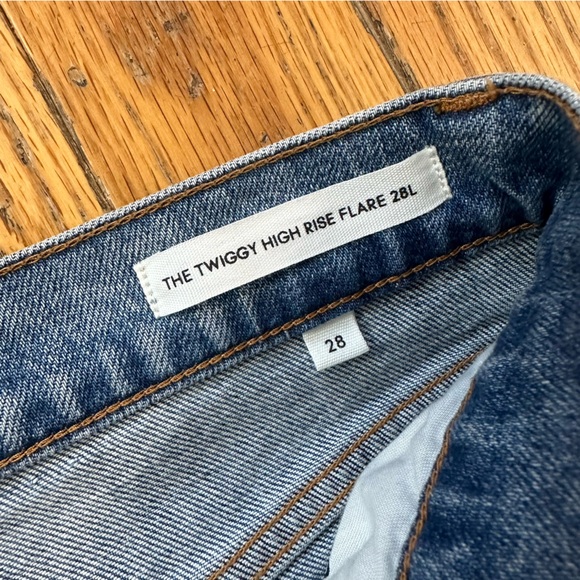 THE TWIGGY HIGH RISE FLARE 28L
28